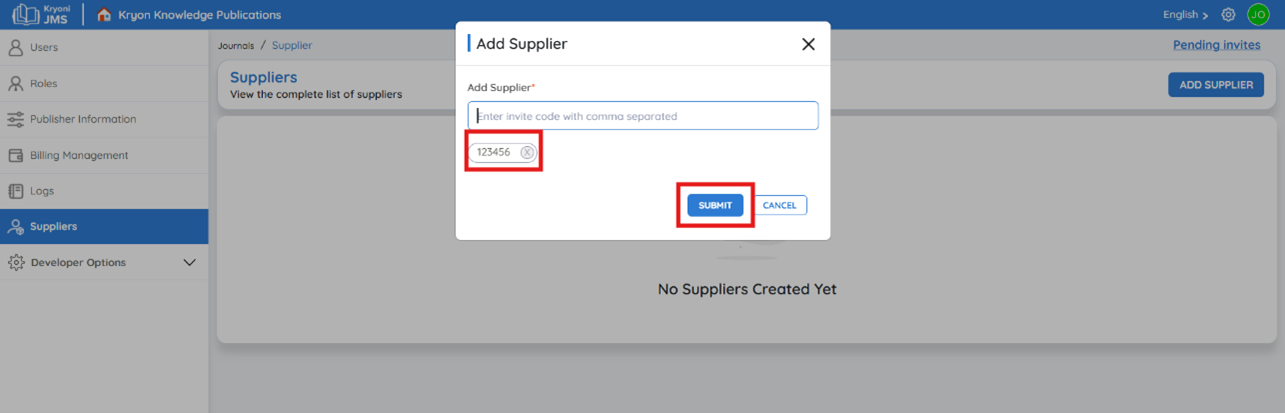 Kryoni
JMS
Kryon Knowledge Publications
English
JO
Users
Roles
Publisher Information
Billing Management
Logs
Suppliers
Developer Options
Journals / Supplier
Pending invites
Suppliers
View the complete list of suppliers
ADD SUPPLIER
Add Supplier
Add Supplier*
Enter invite code with comma separated
123456
SUBMIT
CANCEL
No Suppliers Created Yet